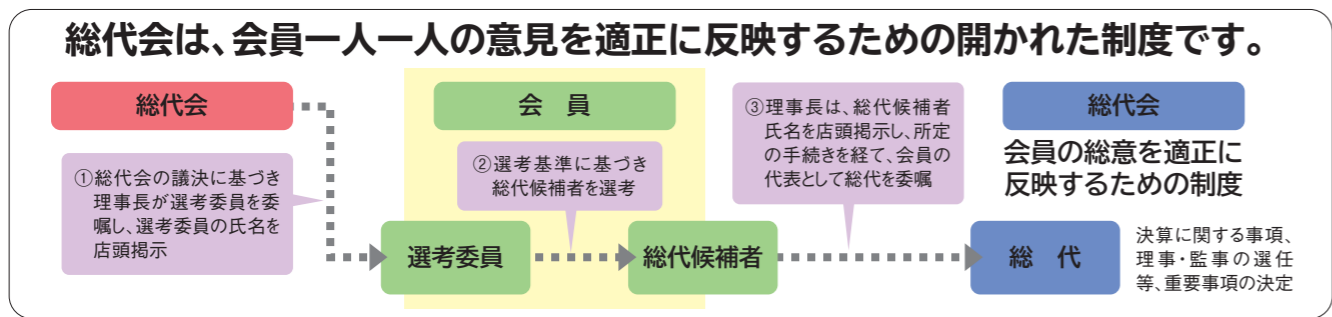 総代会は、会員一人一人の意見を適正に反映するための開かれた制度です。
総代会
①総代会の議決に基づき
理事長が選考委員を委
嘱し、選考委員の氏名を
店頭掲示
会　員
②選考基準に基づき
総代候補者を選考
選考委員
総代候補者
③理事長は、総代候補者
氏名を店頭掲示し、所定
の手続きを経て、会員の
代表として総代を委嘱
総代会
会員の総意を適正に
反映するための制度
総　代
決算に関する事項、
理事・監事の選任
等、重要事項の決定